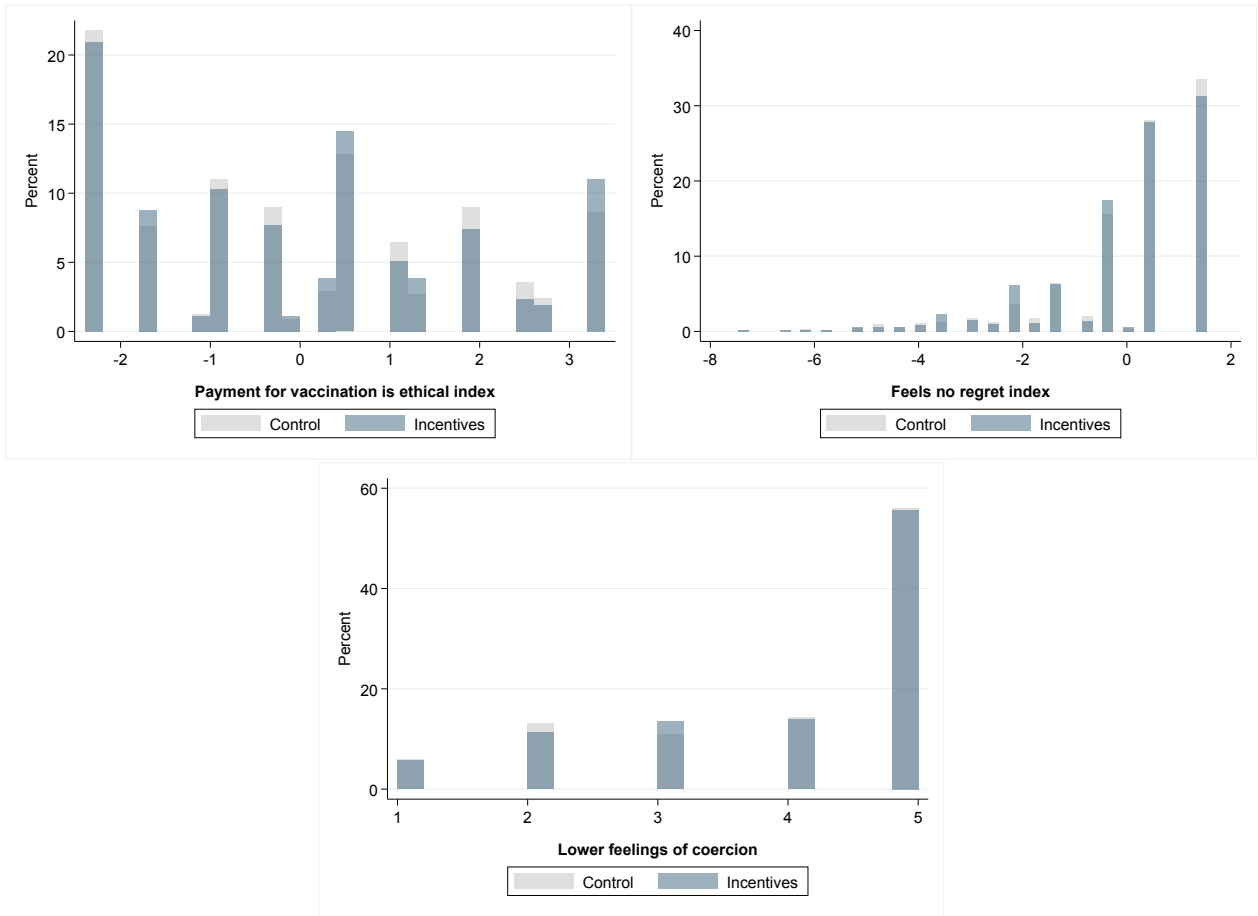 Percent
20
15
10
5
0
-2 -1 0 1 2 3
Payment for vaccination is ethical index
Control Incentives
Percent
40
30
20
10
0
-8 -6 -4 -2 0 2
Feels no regret index
Control Incentives
Percent
60
40
20
0
1 2 3 4 5
Lower feelings of coercion
Control Incentives